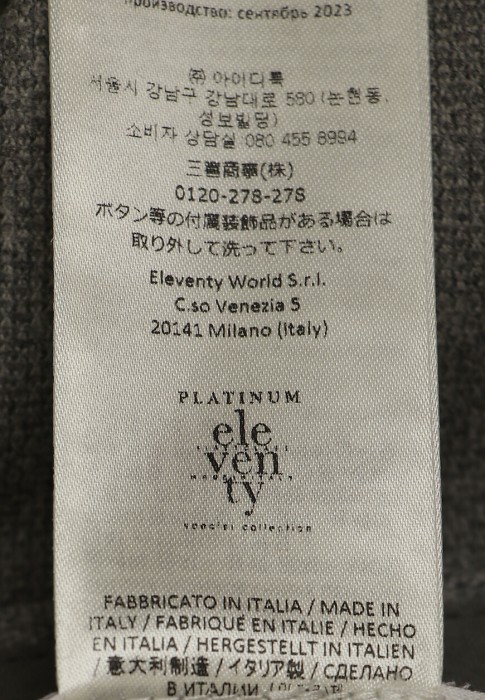 производство: сентябрь 2023
㈜ 아이디룩
서울시 강남구 강남대로 580 (논현동,
성보빌딩)
소비자 상담실 080 455 8994
三喜商事(株)
0120-278-278
ボタン等の付属装飾品がある場合は
取り外して洗って下さい。
Eleventy World S.r.l.
C.so Venezia 5
20141 Milano (Italy)
PLATINUM
ele
ven
ty
special collection
FABBRICATO IN ITALIA / MADE IN
ITALY / FABRIQUÉ EN ITALIE / HECHO
EN ITALIA / HERGESTELLT IN ITALIEN
/ 意大利制造 / イタリア製 / СДЕЛАНО
В ИТАЛИИ /